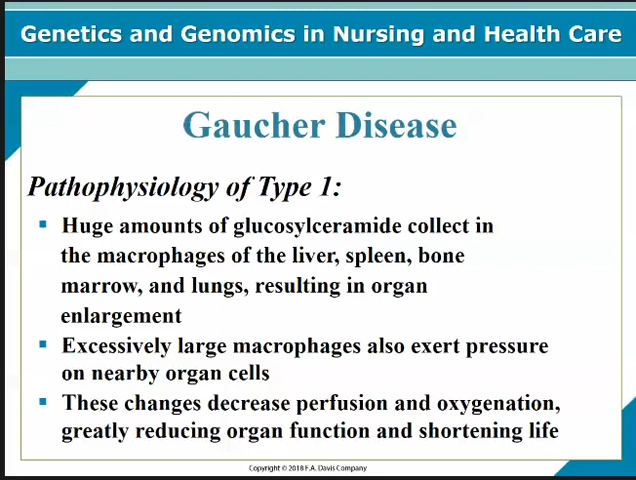 Genetics and Genomics in Nursing and Health Care
Gaucher Disease
Pathophysiology of Type 1:
▪ Huge amounts of glucosylceramide collect in
the macrophages of the liver, spleen, bone
marrow, and lungs, resulting in organ
enlargement
▪ Excessively large macrophages also exert pressure
on nearby organ cells
▪ These changes decrease perfusion and oxygenation,
greatly reducing organ function and shortening life
Copyright © 2018 F.A. Davis Company